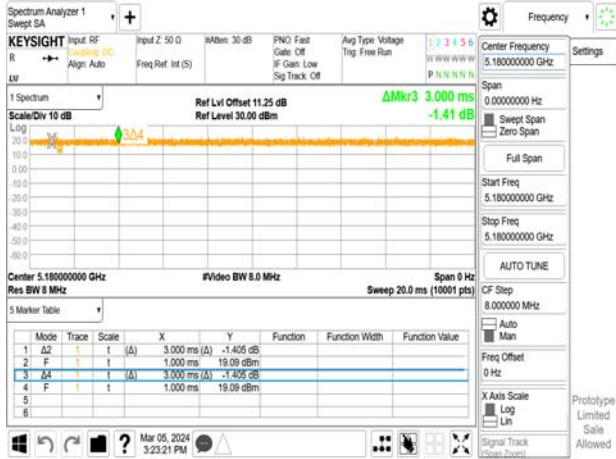 Spectrum Analyzer 1
Swept SA
+
Frequency
KEYSIGHT
R
LU
Input: RF
Coupling: DC
Align: Auto
Input Z: 50 Ω
Freq Ref: Int (S)
#Atten: 30 dB
PNO: Fast
Gate: Off
IF Gain: Low
Sig Track: Off
Avg Type: Voltage
Trig: Free Run
1 2 3 4 5 6
W W W W W W
P N N N N N
1 Spectrum
Scale/Div 10 dB
Log
Ref Lvl Offset 11.25 dB
Ref Level 30.00 dBm
ΔMkr3 3.000 ms
-1.41 dB
3Δ4
20.0
10.0
0.00
-10.0
-20.0
-30.0
-40.0
-50.0
-60.0
Center 5.180000000 GHz
Res BW 8 MHz
#Video BW 8.0 MHz
Span 0 Hz
Sweep 20.0 ms (10001 pts)
5 Marker Table
Mode Trace Scale X Y Function Function Width Function Value
1 Δ2 1 t (Δ) 3.000 ms (Δ) -1.405 dB
2 F 1 t 1.000 ms 19.09 dBm
3 Δ4 1 t (Δ) 3.000 ms (Δ) -1.405 dB
4 F 1 t 1.000 ms 19.09 dBm
5
6
Mar 05, 2024
3:23:21 PM
?
Center Frequency
5.180000000 GHz
Span
0.00000000 Hz
Swept Span
Zero Span
Full Span
Start Freq
5.180000000 GHz
Stop Freq
5.180000000 GHz
AUTO TUNE
CF Step
8.000000 MHz
Auto
Man
Freq Offset
0 Hz
X Axis Scale
Log
Lin
Signal Track
(Span Zoom)
Settings
Prototype
Limited
Sale
Allowed